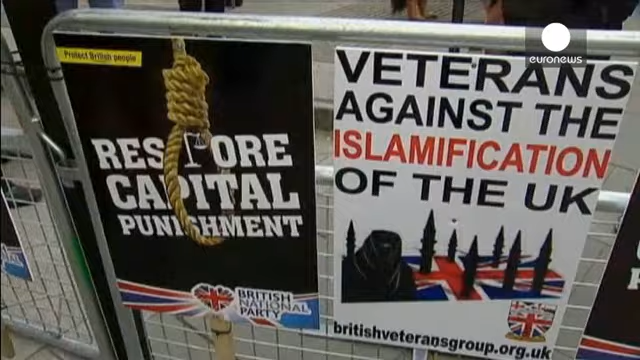 euronews
Protect British people
RESTORE
CAPITAL
PUNISHMENT
BRITISH
NATIONAL
PARTY
VETERANS
AGAINST THE
ISLAMIFICATION
OF THE UK
britishveteransgroup.org.uk